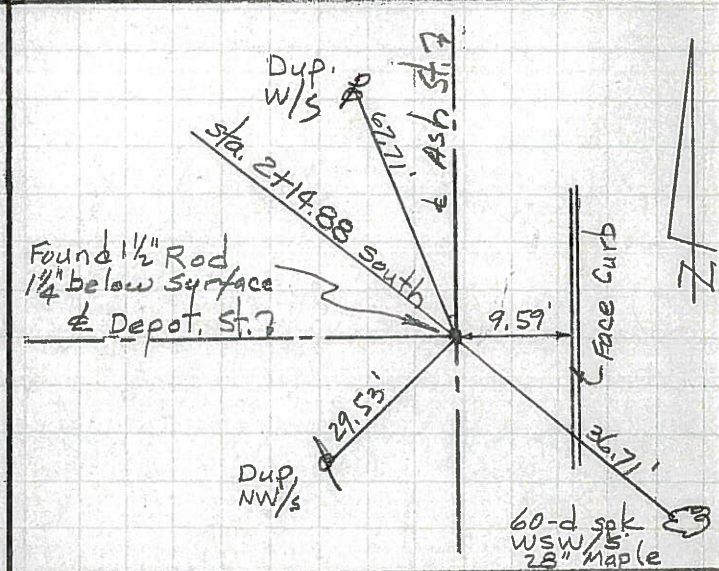 Dup.
W/S
67.71'
℄ Ash St.?
sta. 2+14.88 South
Found 1½" Rod
1¼" below Surface
℄ Depot. St.?
9.59'
Face Curb
N
29.53'
Dup.
NW/S
36.71'
60-d spk
WSW/S
28" Maple